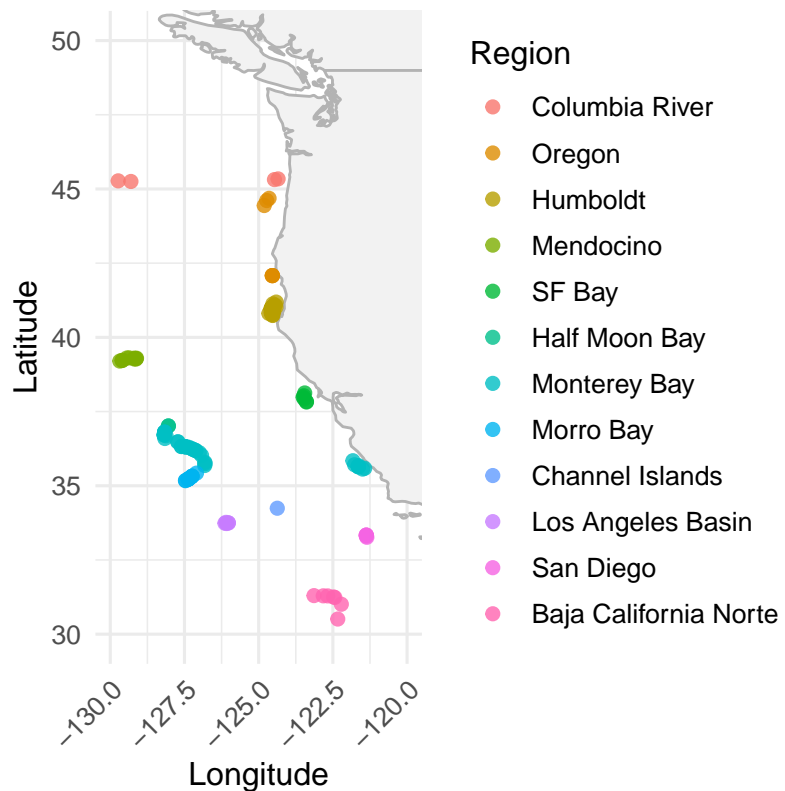 50
45
40
35
30
Latitude
−130.0
−127.5
−125.0
−122.5
−120.0
Longitude
Region
Columbia River
Oregon
Humboldt
Mendocino
SF Bay
Half Moon Bay
Monterey Bay
Morro Bay
Channel Islands
Los Angeles Basin
San Diego
Baja California Norte